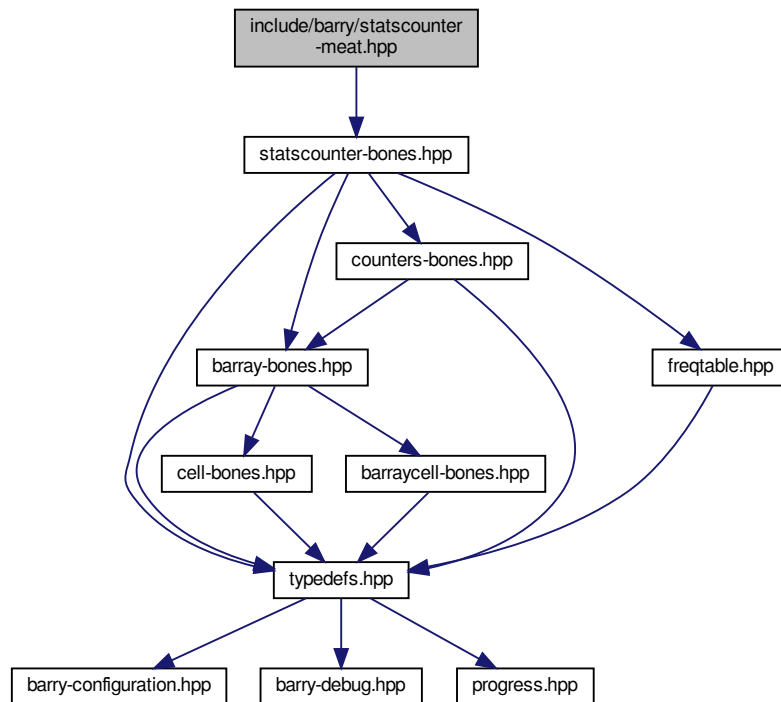 include/barry/statscounter
-meat.hpp
statscounter-bones.hpp
counters-bones.hpp
barray-bones.hpp
freqtable.hpp
cell-bones.hpp
barraycell-bones.hpp
typedefs.hpp
barry-configuration.hpp
barry-debug.hpp
progress.hpp